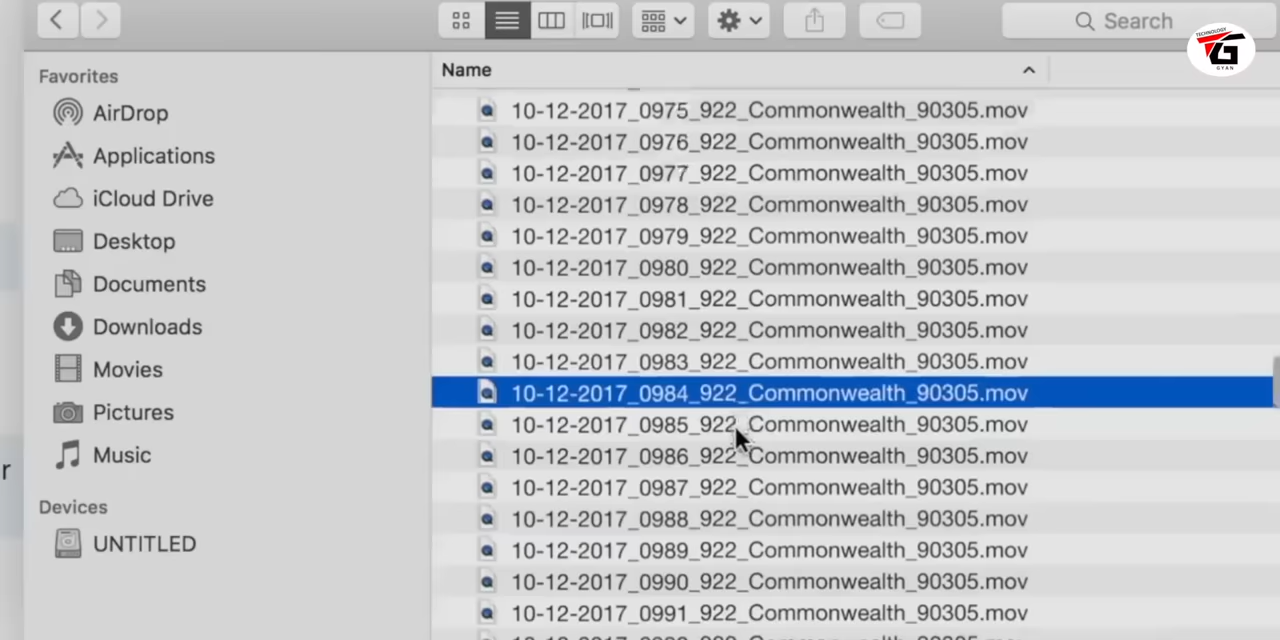 Search
TECHNOLOGY
TG
GYAN
Favorites
AirDrop
Applications
iCloud Drive
Desktop
Documents
Downloads
Movies
Pictures
Music
Devices
UNTITLED
Name
10-12-2017_0975_922_Commonwealth_90305.mov
10-12-2017_0976_922_Commonwealth_90305.mov
10-12-2017_0977_922_Commonwealth_90305.mov
10-12-2017_0978_922_Commonwealth_90305.mov
10-12-2017_0979_922_Commonwealth_90305.mov
10-12-2017_0980_922_Commonwealth_90305.mov
10-12-2017_0981_922_Commonwealth_90305.mov
10-12-2017_0982_922_Commonwealth_90305.mov
10-12-2017_0983_922_Commonwealth_90305.mov
10-12-2017_0984_922_Commonwealth_90305.mov
10-12-2017_0985_922_Commonwealth_90305.mov
10-12-2017_0986_922_Commonwealth_90305.mov
10-12-2017_0987_922_Commonwealth_90305.mov
10-12-2017_0988_922_Commonwealth_90305.mov
10-12-2017_0989_922_Commonwealth_90305.mov
10-12-2017_0990_922_Commonwealth_90305.mov
10-12-2017_0991_922_Commonwealth_90305.mov
r